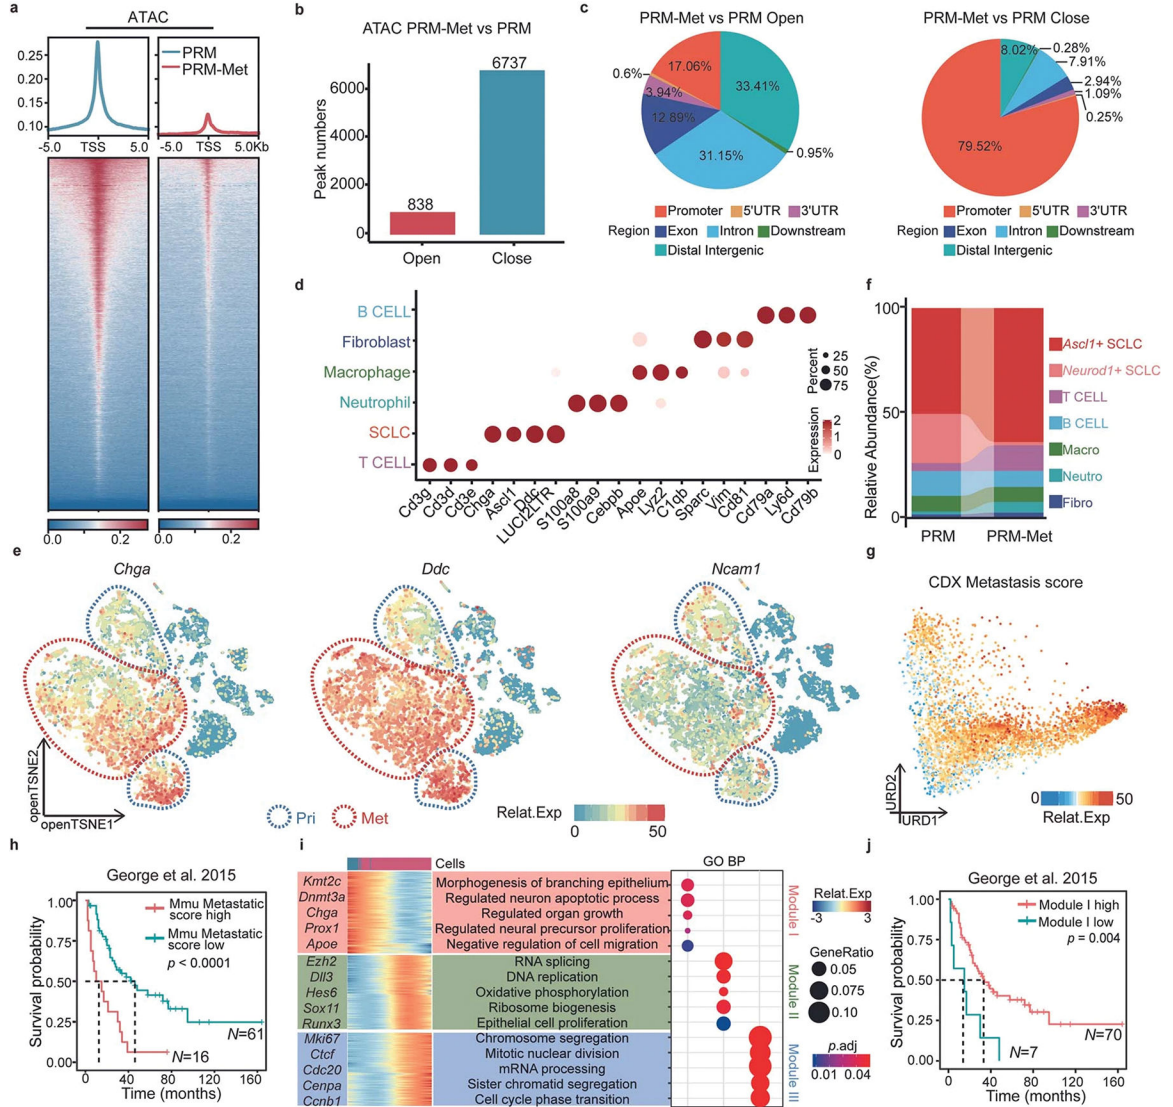 a
ATAC
0.25
0.20
0.15
0.10
PRM
PRM-Met
-5.0 TSS 5.0
-5.0 TSS 5.0Kb
0.0 0.2
0.0 0.2
b
ATAC PRM-Met vs PRM
Peak numbers
6000
4000
2000
0
838
6737
Open Close
c
PRM-Met vs PRM Open
17.06%
0.6%
3.94%
12.89%
31.15%
33.41%
0.95%
Promoter 5'UTR 3'UTR
Region Exon Intron Downstream
Distal Intergenic
PRM-Met vs PRM Close
8.02%
0.28%
7.91%
2.94%
1.09%
0.25%
79.52%
Promoter 5'UTR 3'UTR
Region Exon Intron Downstream
Distal Intergenic
d
B CELL
Fibroblast
Macrophage
Neutrophil
SCLC
T CELL
Cd3g
Cd3d
Cd3e
Chga
Ascl1
Ddc
LUCI2LTR
S100a8
S100a9
Cebpb
Apoe
Lyz2
C1qb
Sparc
Vim
Cd81
Cd79a
Ly6d
Cd79b
Percent
25
50
75
Expression
2
1
0
f
Relative Abundance(%)
100
50
0
PRM PRM-Met
Ascl1+ SCLC
Neurod1+ SCLC
T CELL
B CELL
Macro
Neutro
Fibro
e
Chga
Ddc
Ncam1
openTSNE2
openTSNE1
Pri
Met
Relat.Exp
0 50
g
CDX Metastasis score
URD2
URD1
0 50
Relat.Exp
h
George et al. 2015
Survival probability
1.00
0.75
0.50
0.25
0.00
Mmu Metastatic
score high
Mmu Metastatic
score low
p < 0.0001
N=61
N=16
0 40 80 120 160
Time (months)
i
Cells
GO BP
Kmt2c
Dnmt3a
Chga
Prox1
Apoe
Morphogenesis of branching epithelium
Regulated neuron apoptotic process
Regulated organ growth
Regulated neural precursor proliferation
Negative regulation of cell migration
Module I
Ezh2
Dll3
Hes6
Sox11
Runx3
RNA splicing
DNA replication
Oxidative phosphorylation
Ribosome biogenesis
Epithelial cell proliferation
Module II
Mki67
Ctcf
Cdc20
Cenpa
Ccnb1
Chromosome segregation
Mitotic nuclear division
mRNA processing
Sister chromatid segregation
Cell cycle phase transition
Module III
Relat.Exp
-3 3
GeneRatio
0.05
0.075
0.10
p.adj
0.01 0.04
j
George et al. 2015
Survival probability
1.00
0.75
0.50
0.25
0.00
Module I high
Module I low
p = 0.004
N=70
N=7
0 40 80 120 160
Time (months)